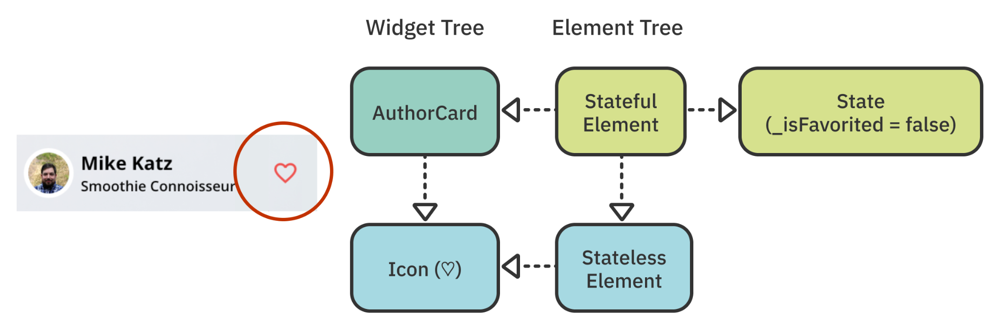 Widget Tree
Element Tree
AuthorCard
Stateful
Element
State
(_isFavorited = false)
Mike Katz
Smoothie Connoisseur
Icon (♡)
Stateless
Element